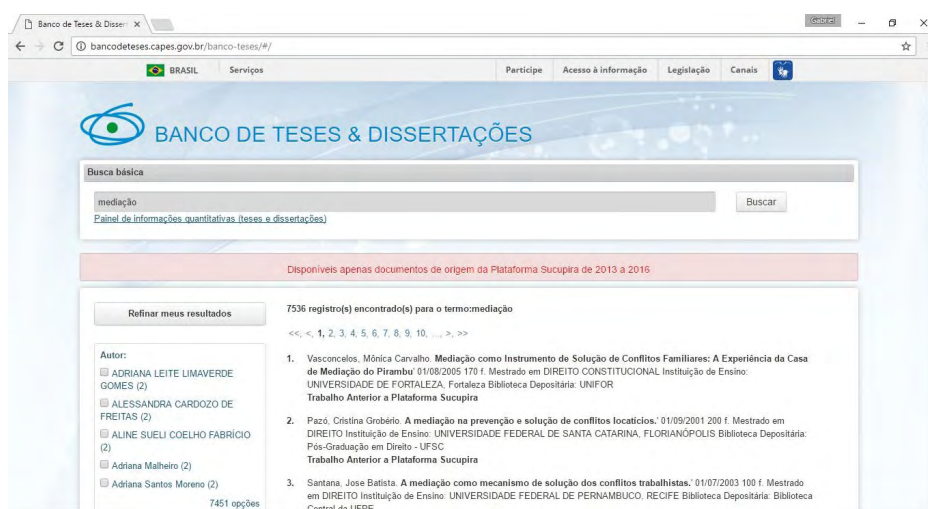 Banco de Teses & Disser
Gabriel
bancodeteses.capes.gov.br/banco-teses/#/
BRASIL Serviços Participe Acesso à informação Legislação Canais
BANCO DE TESES & DISSERTAÇÕES
Busca básica
mediação Buscar
Painel de informações quantitativas (teses e dissertações)
Disponíveis apenas documentos de origem da Plataforma Sucupira de 2013 a 2016
Refinar meus resultados
Autor:
ADRIANA LEITE LIMAVERDE
GOMES (2)
ALESSANDRA CARDOZO DE
FREITAS (2)
ALINE SUELI COELHO FABRÍCIO
(2)
Adriana Malheiro (2)
Adriana Santos Moreno (2)
7451 opções
7536 registro(s) encontrado(s) para o termo:mediação
<<, <, 1, 2, 3, 4, 5, 6, 7, 8, 9, 10, ..., >, >>
1. Vasconcelos, Mônica Carvalho. Mediação como Instrumento de Solução de Conflitos Familiares: A Experiência da Casa
de Mediação do Pirambu' 01/08/2005 170 f. Mestrado em DIREITO CONSTITUCIONAL Instituição de Ensino:
UNIVERSIDADE DE FORTALEZA, Fortaleza Biblioteca Depositária: UNIFOR
Trabalho Anterior a Plataforma Sucupira
2. Pazó, Cristina Grobério. A mediação na prevenção e solução de conflitos locatícios.' 01/09/2001 200 f. Mestrado em
DIREITO Instituição de Ensino: UNIVERSIDADE FEDERAL DE SANTA CATARINA, FLORIANÓPOLIS Biblioteca Depositária:
Pós-Graduação em Direito - UFSC
Trabalho Anterior a Plataforma Sucupira
3. Santana, Jose Batista. A mediação como mecanismo de solução dos conflitos trabalhistas.' 01/07/2003 100 f. Mestrado
em DIREITO Instituição de Ensino: UNIVERSIDADE FEDERAL DE PERNAMBUCO, RECIFE Biblioteca Depositária: Biblioteca
Central da UFPE